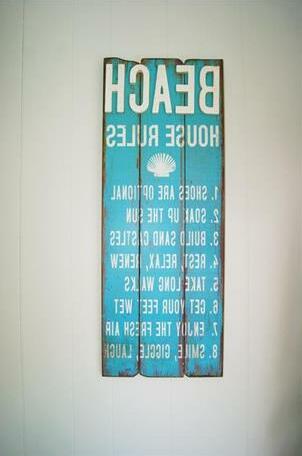 BEACH
HOUSE RULES
1. SHOES ARE OPTIONAL
2. SOAK UP THE SUN
3. BUILD SAND CASTLES
4. REST, RELAX, RENEW
5. TAKE LONG WALKS
6. GET YOUR FEET WET
7. ENJOY THE FRESH AIR
8. SMILE, GIGGLE, LAUGH